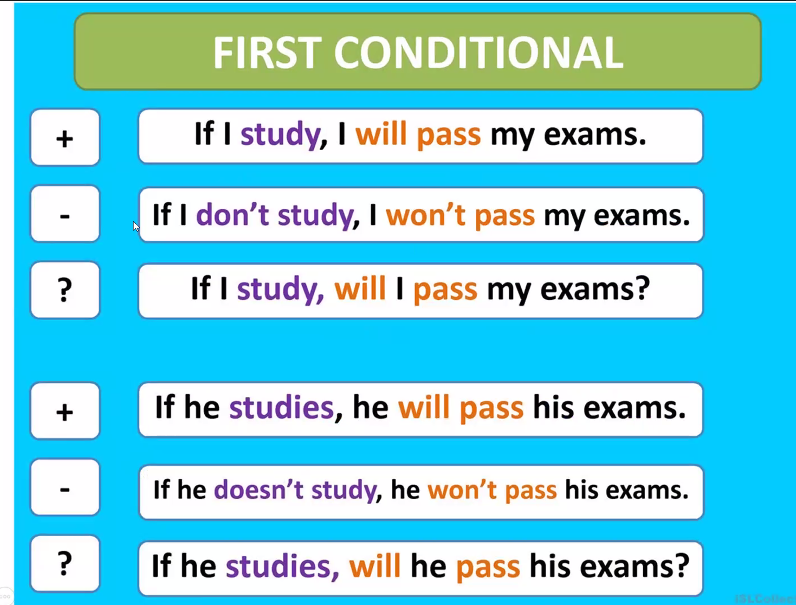 FIRST CONDITIONAL
+
If I study, I will pass my exams.
-
If I don’t study, I won’t pass my exams.
?
If I study, will I pass my exams?
+
If he studies, he will pass his exams.
-
If he doesn’t study, he won’t pass his exams.
?
If he studies, will he pass his exams?